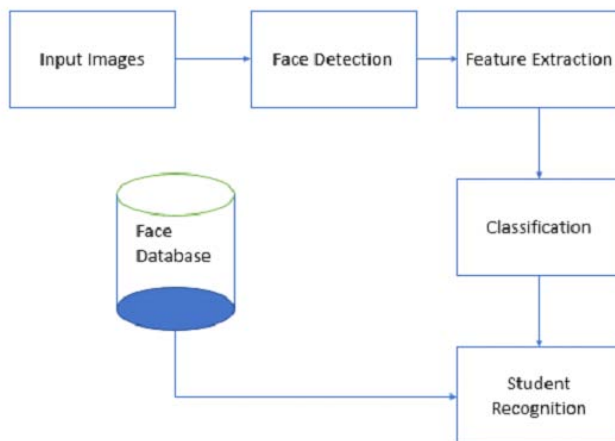 Input Images
Face Detection
Feature Extraction
Face
Database
Classification
Student
Recognition